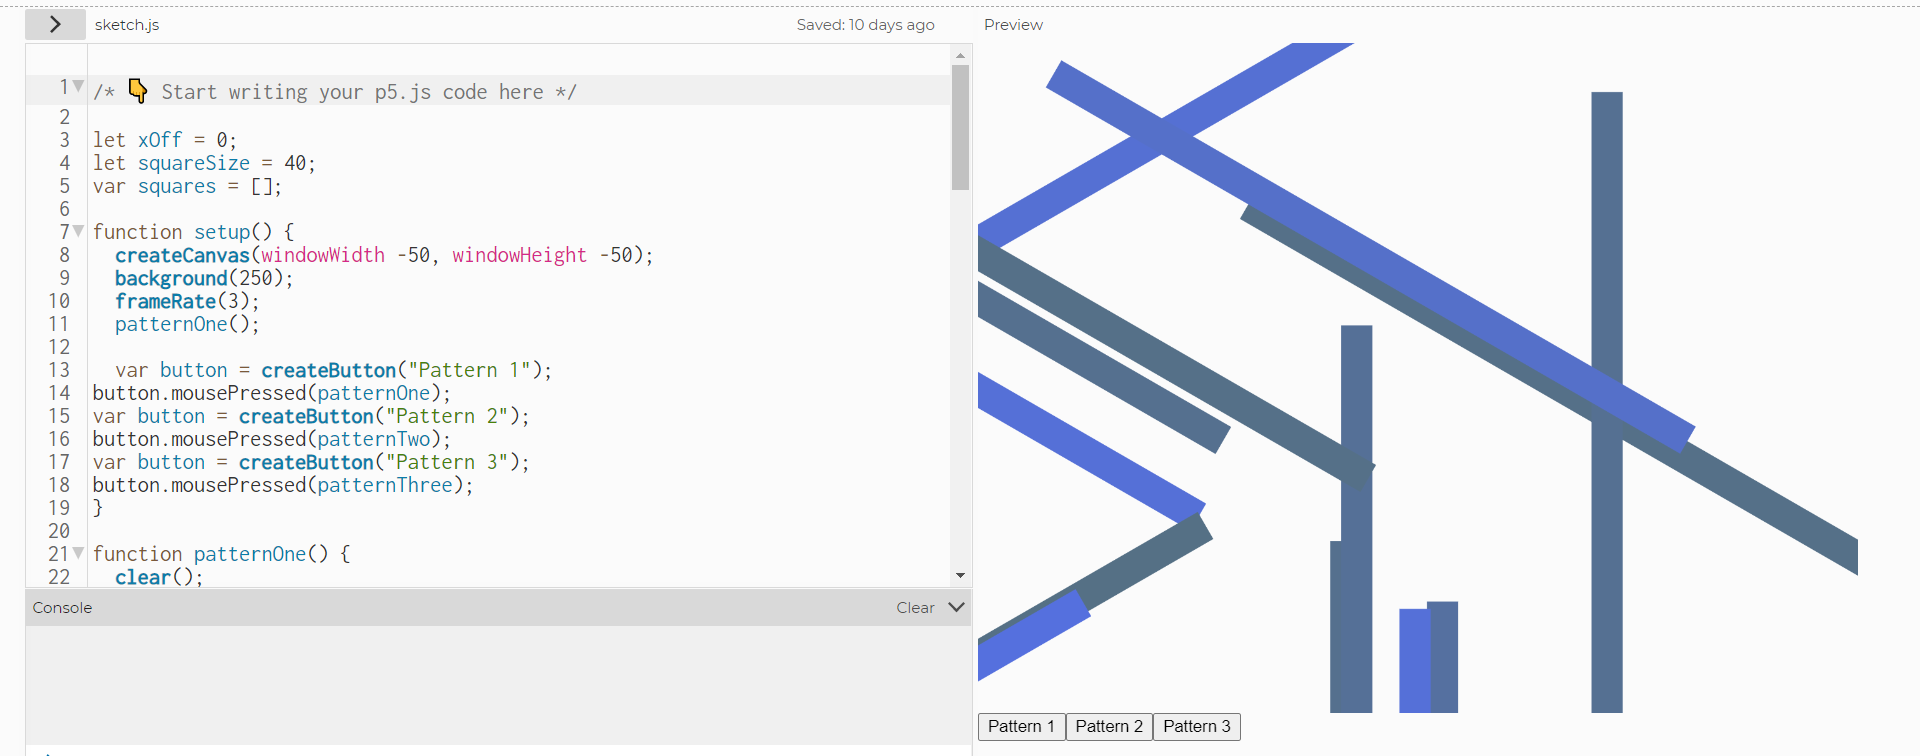 sketch.js
Saved: 10 days ago
Preview
1 /* 👇 Start writing your p5.js code here */
2
3 let xOff = 0;
4 let squareSize = 40;
5 var squares = [];
6
7 function setup() {
8 createCanvas(windowWidth -50, windowHeight -50);
9 background(250);
10 frameRate(3);
11 patternOne();
12
13 var button = createButton("Pattern 1");
14 button.mousePressed(patternOne);
15 var button = createButton("Pattern 2");
16 button.mousePressed(patternTwo);
17 var button = createButton("Pattern 3");
18 button.mousePressed(patternThree);
19 }
20
21 function patternOne() {
22 clear();
Console
Clear
Pattern 1 Pattern 2 Pattern 3